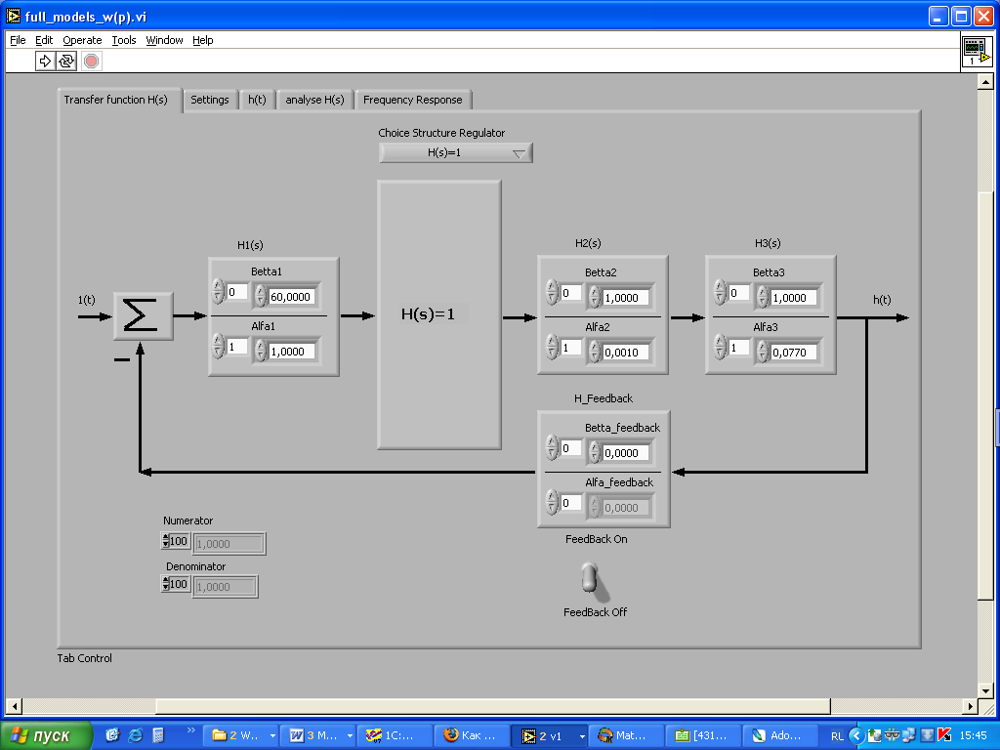 full_models_w(p).vi
File Edit Operate Tools Window Help
1
Transfer function H(s) Settings h(t) analyse H(s) Frequency Response
Choice Structure Regulator
H(s)=1
H1(s) H2(s) H3(s)
Betta1 Betta2 Betta3
0 60,0000 0 1,0000 0 1,0000
1(t) Σ H(s)=1 h(t)
Alfa1 Alfa2 Alfa3
1 1,0000 1 0,0010 1 0,0770
−
H_Feedback
Betta_feedback
0 0,0000
Alfa_feedback
0 0,0000
Numerator
100 1,0000
FeedBack On
Denominator
100 1,0000
FeedBack Off
Tab Control
пуск » 2 W... 3 M... 1С:... Как ... 2 v1 Mat... [431... Ado... RL 15:45